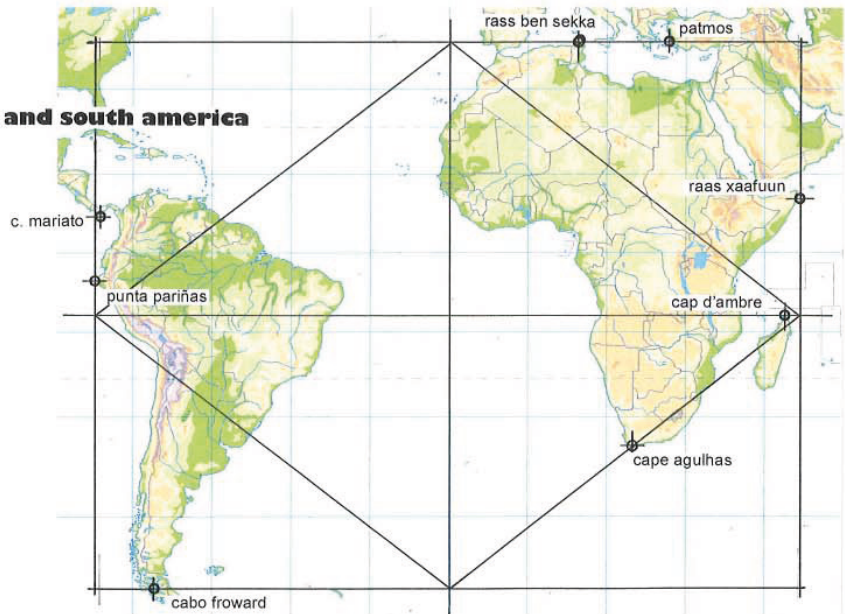 rass ben sekka
patmos
and south america
raas xaafuun
c. mariato
punta pariñas
cap d'ambre
cape agulhas
cabo froward